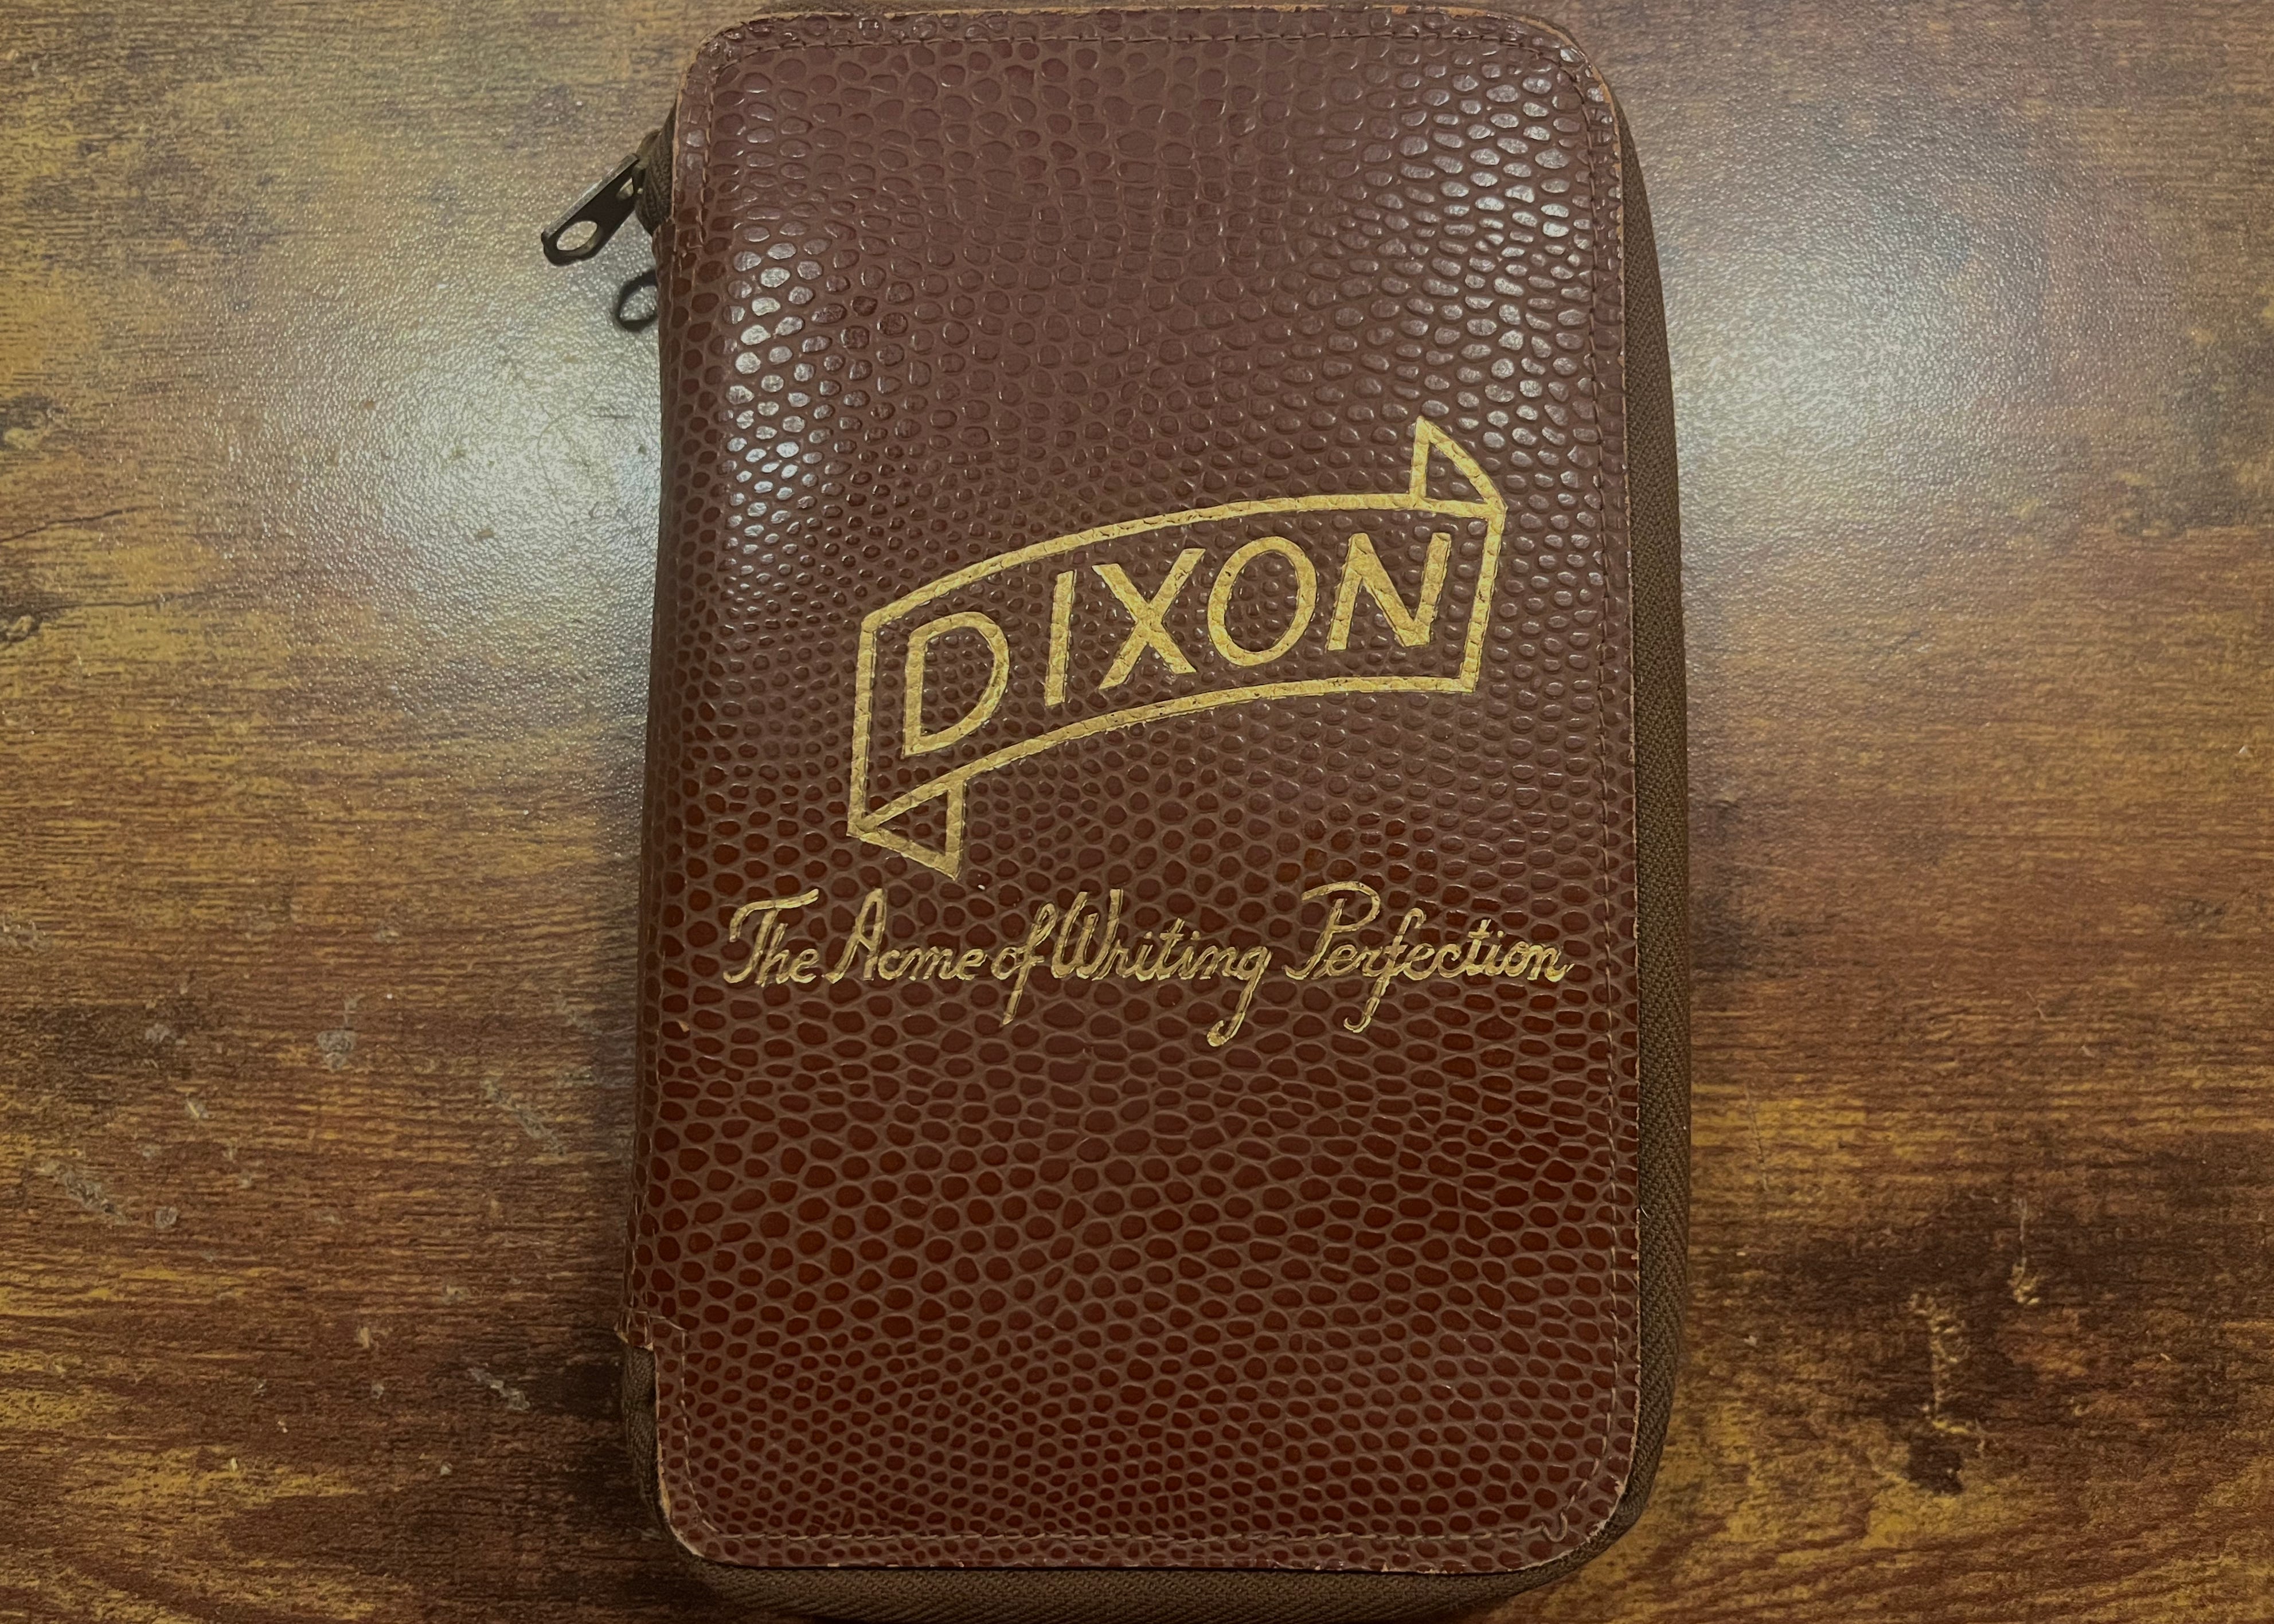 DIXON
The Acme of Writing Perfection